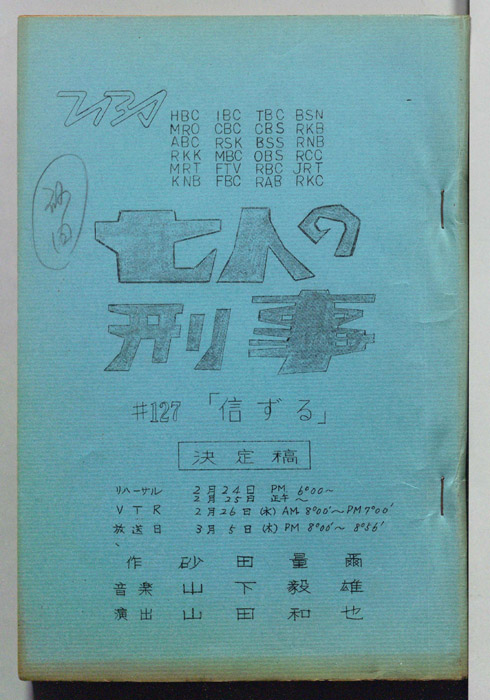 TBS
HBC IBC TBC BSN
MRO CBC CBS RKB
ABC RSK BSS RNB
RKK MBC OBS RCC
MRT FTV RBC JRT
KNB FBC RAB RKC
七人の
刑事
#127 「信ずる」
決定稿
リハーサル 2月24日 PM 6°00~
2月25日 正午 ~
VTR 2月26日 (水) AM 8°00'~PM 7°00'
放送日 3月5日 (木) PM 8°00'~ 8°56'
作 砂田量爾
音楽 山下毅雄
演出 山田和也